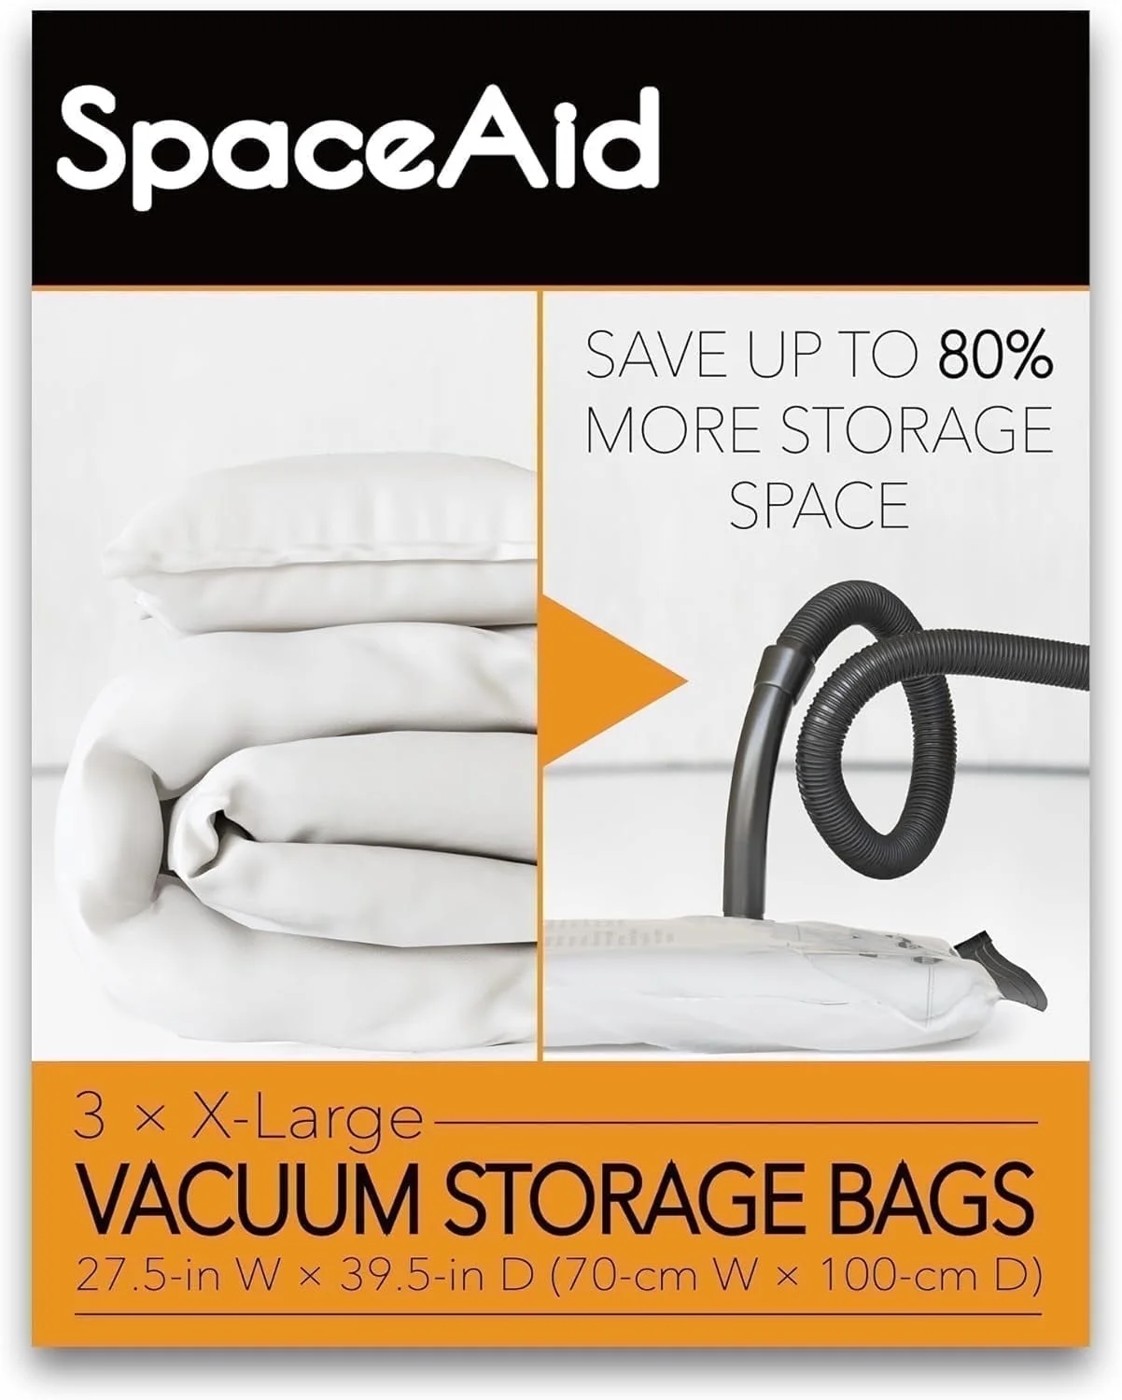 SpaceAid
SAVE UP TO 80%
MORE STORAGE
SPACE
3 × X-Large
VACUUM STORAGE BAGS
27.5-in W × 39.5-in D (70-cm W × 100-cm D)